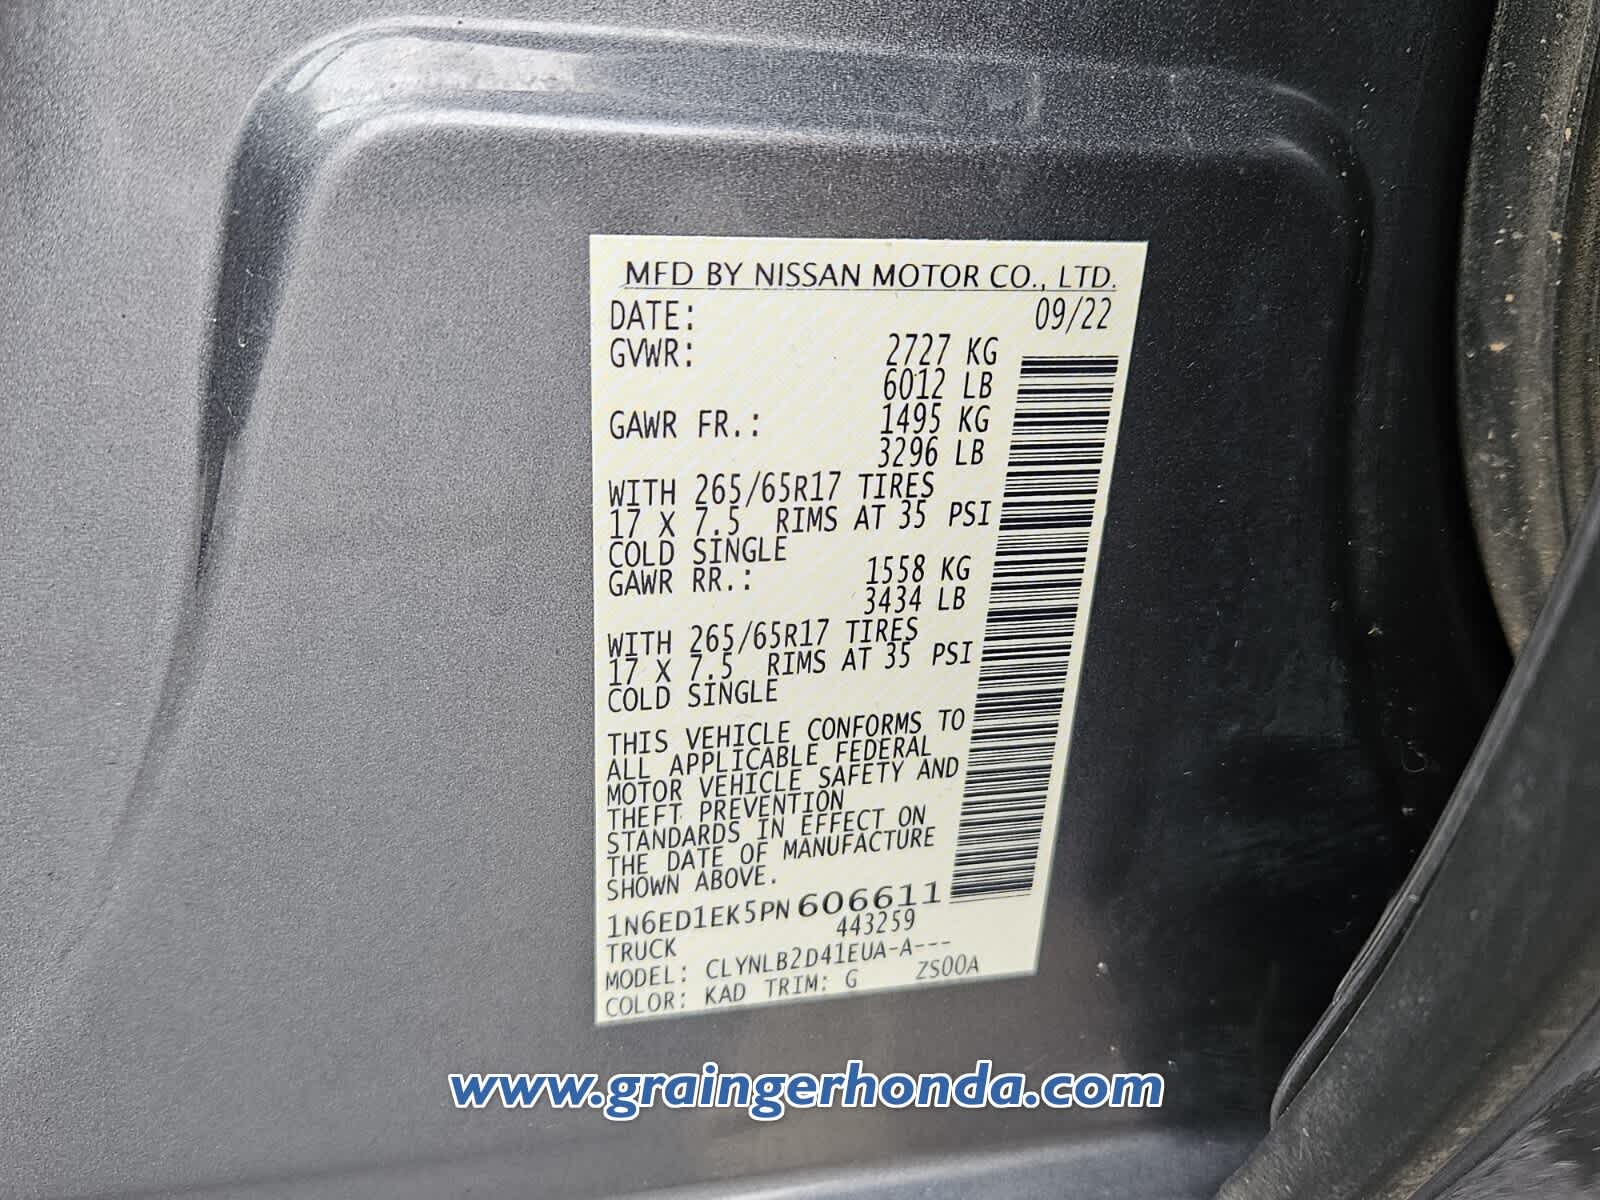 MFD BY NISSAN MOTOR CO., LTD.
DATE: 09/22
GVWR: 2727 KG
6012 LB
GAWR FR.: 1495 KG
3296 LB
WITH 265/65R17 TIRES
17 X 7.5 RIMS AT 35 PSI
COLD SINGLE
GAWR RR.: 1558 KG
3434 LB
WITH 265/65R17 TIRES
17 X 7.5 RIMS AT 35 PSI
COLD SINGLE
THIS VEHICLE CONFORMS TO
ALL APPLICABLE FEDERAL
MOTOR VEHICLE SAFETY AND
THEFT PREVENTION
STANDARDS IN EFFECT ON
THE DATE OF MANUFACTURE
SHOWN ABOVE.
1N6ED1EK5PN606611
443259
TRUCK
MODEL: CLYNLB2D41EUA-A---
COLOR: KAD TRIM: G ZS00A
www.graingerhonda.com